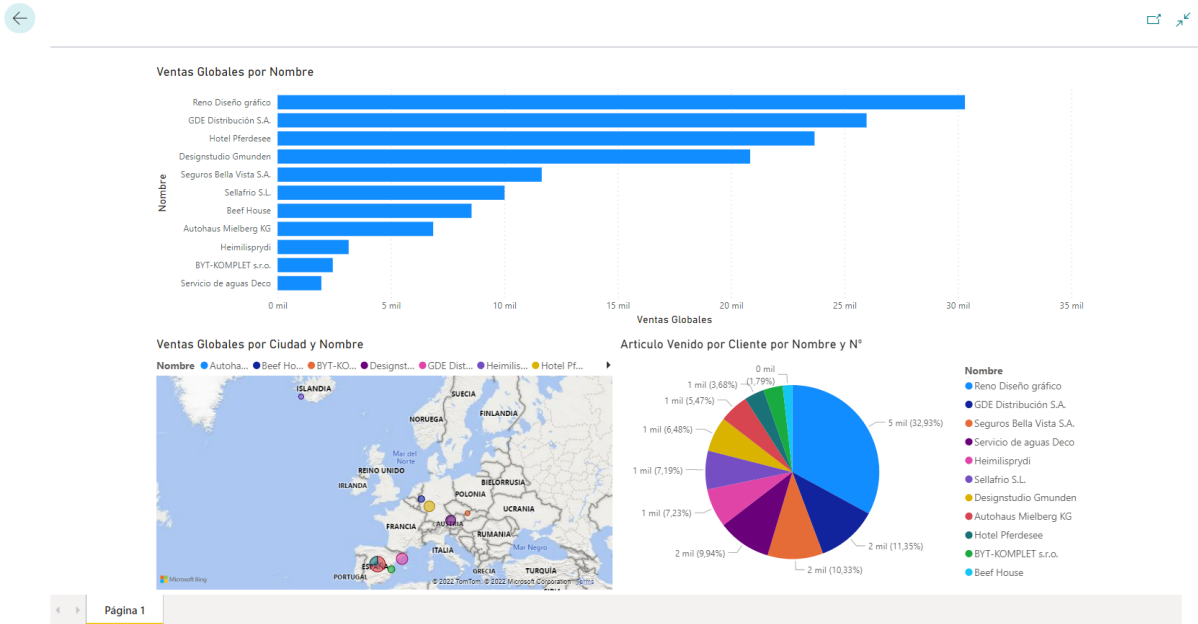 Ventas Globales por Nombre
Nombre
Reno Diseño gráfico
GDE Distribución S.A.
Hotel Pferdesee
Designstudio Gmunden
Seguros Bella Vista S.A.
Sellafrio S.L.
Beef House
Autohaus Mielberg KG
Heimilisprydi
BYT-KOMPLET s.r.o.
Servicio de aguas Deco
0 mil 5 mil 10 mil 15 mil 20 mil 25 mil 30 mil 35 mil
Ventas Globales
Ventas Globales por Ciudad y Nombre
Nombre Autoha... Beef Ho... BYT-KO... Designst... GDE Dist... Heimilis... Hotel Pf...
ISLANDIA
SUECIA
FINLANDIA
NORUEGA
Mar del
Norte
REINO UNIDO
IRLANDA
BIELORRUSIA
POLONIA
UCRANIA
FRANCIA
AUSTRIA
RUMANIA
ITALIA
Mar Negro
ESPAÑA
PORTUGAL
GRECIA
TURQUÍA
Microsoft Bing
© 2022 TomTom, © 2022 Microsoft Corporation Terms
Articulo Venido por Cliente por Nombre y N°
0 mil
(1,79%)
1 mil (3,68%)
1 mil (5,47%)
1 mil (6,48%)
1 mil (7,19%)
1 mil (7,23%)
2 mil (9,94%)
2 mil (10,33%)
2 mil (11,35%)
5 mil (32,93%)
Nombre
Reno Diseño gráfico
GDE Distribución S.A.
Seguros Bella Vista S.A.
Servicio de aguas Deco
Heimilisprydi
Sellafrio S.L.
Designstudio Gmunden
Autohaus Mielberg KG
Hotel Pferdesee
BYT-KOMPLET s.r.o.
Beef House
Página 1